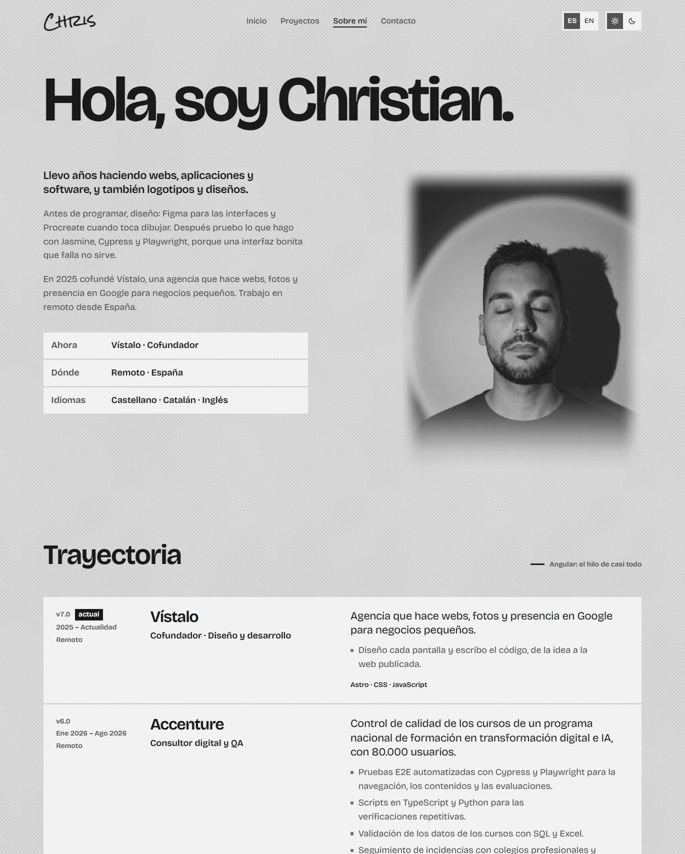 CHRIS
Inicio Proyectos Sobre mí Contacto
ES EN
Hola, soy Christian.
Llevo años haciendo webs, aplicaciones y
software, y también logotipos y diseños.
Antes de programar, diseño: Figma para las interfaces y
Procreate cuando toca dibujar. Después pruebo lo que hago
con Jasmine, Cypress y Playwright, porque una interfaz bonita
que falla no sirve.
En 2025 cofundé Vístalo, una agencia que hace webs, fotos y
presencia en Google para negocios pequeños. Trabajo en
remoto desde España.
Ahora Vístalo · Cofundador
Dónde Remoto · España
Idiomas Castellano · Catalán · Inglés
Trayectoria
Angular: el hilo de casi todo
v7.0 actual
2025 – Actualidad
Remoto
Vístalo
Cofundador · Diseño y desarrollo
Agencia que hace webs, fotos y presencia en Google
para negocios pequeños.
Diseño cada pantalla y escribo el código, de la idea a la
web publicada.
Astro · CSS · JavaScript
v6.0
Ene 2026 – Ago 2026
Remoto
Accenture
Consultor digital y QA
Control de calidad de los cursos de un programa
nacional de formación en transformación digital e IA,
con 80.000 usuarios.
Pruebas E2E automatizadas con Cypress y Playwright para la
navegación, los contenidos y las evaluaciones.
Scripts en TypeScript y Python para las
verificaciones repetitivas.
Validación de los datos de los cursos con SQL y Excel.
Seguimiento de incidencias con colegios profesionales y